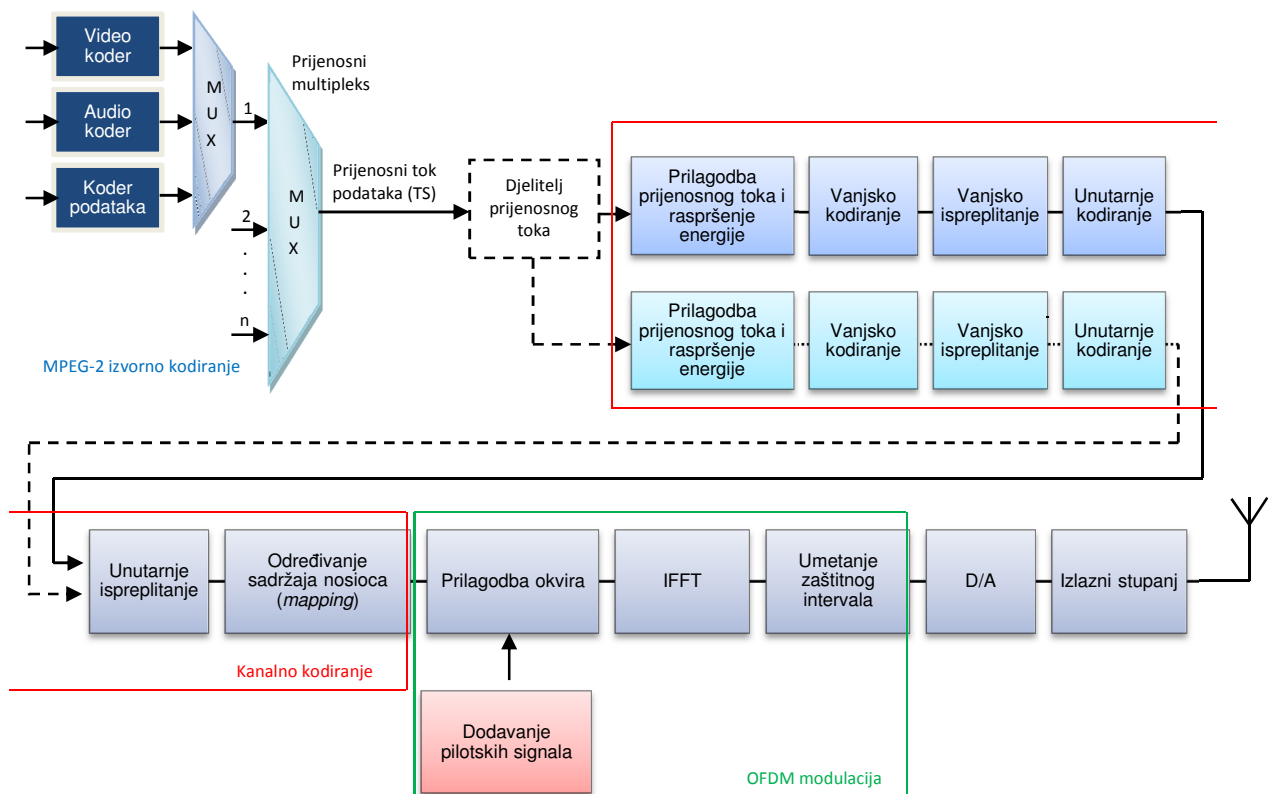 Video
koder
Audio
koder
Koder
podataka
M
U
X
1
2
.
.
.
.
n
Prijenosni
multipleks
M
U
X
MPEG-2 izvorno kodiranje
Prijenosni tok
podataka (TS)
Djelitelj
prijenosnog
toka
Prilagodba
prijenosnog toka i
raspršenje
energije
Vanjsko
kodiranje
Vanjsko
ispreplitanje
Unutarnje
kodiranje
Prilagodba
prijenosnog toka i
raspršenje
energije
Vanjsko
kodiranje
Vanjsko
ispreplitanje
Unutarnje
kodiranje
Unutarnje
ispreplitanje
Određivanje
sadržaja nosioca
(mapping)
Kanalno kodiranje
Prilagodba okvira
IFFT
Umetanje
zaštitnog
intervala
D/A
Izlazni stupanj
Dodavanje
pilotskih signala
OFDM modulacija